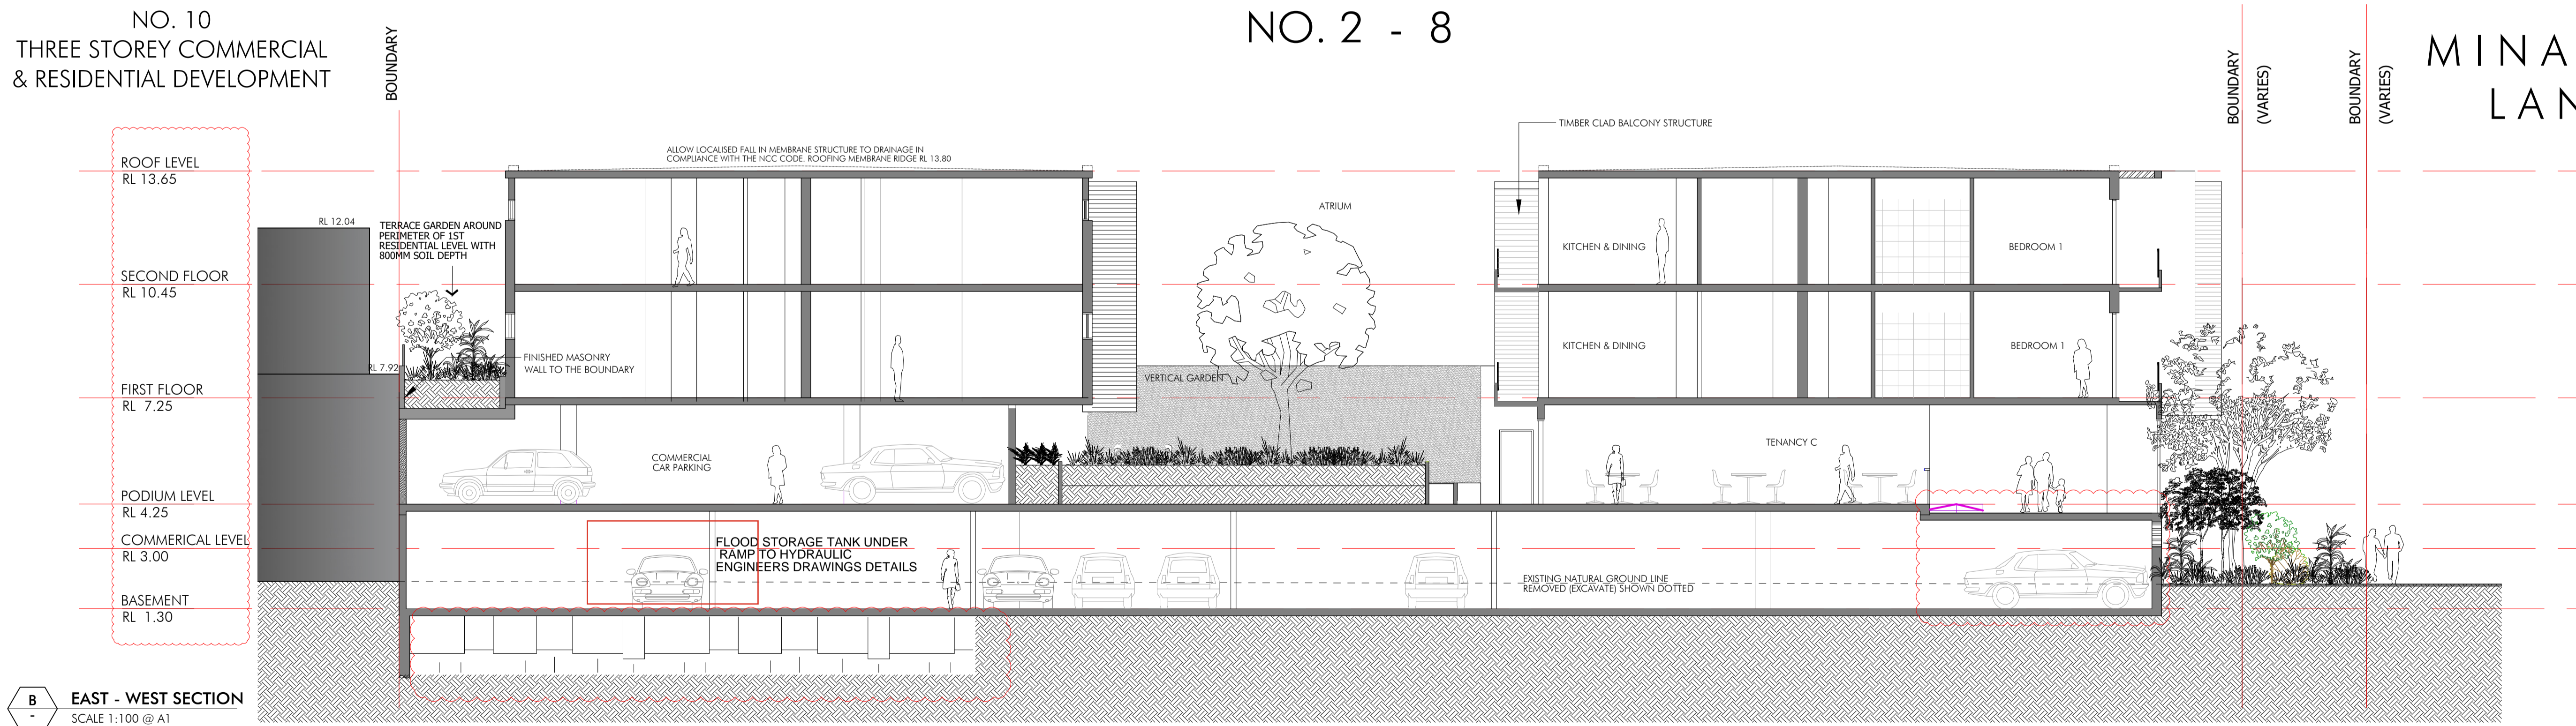 NO. 10
THREE STOREY COMMERCIAL
& RESIDENTIAL DEVELOPMENT
BOUNDARY
NO. 2 - 8
BOUNDARY
(VARIES)
BOUNDARY
(VARIES)
MINA
LAN
TIMBER CLAD BALCONY STRUCTURE
ALLOW LOCALISED FALL IN MEMBRANE STRUCTURE TO DRAINAGE IN
COMPLIANCE WITH THE NCC CODE. ROOFING MEMBRANE RIDGE RL 13.80
ROOF LEVEL
RL 13.65
ATRIUM
RL 12.04
TERRACE GARDEN AROUND
PERIMETER OF 1ST
RESIDENTIAL LEVEL WITH
800MM SOIL DEPTH
KITCHEN & DINING
BEDROOM 1
SECOND FLOOR
RL 10.45
KITCHEN & DINING
BEDROOM 1
FINISHED MASONRY
WALL TO THE BOUNDARY
RL 7.92
VERTICAL GARDEN
FIRST FLOOR
RL 7.25
TENANCY C
COMMERCIAL
CAR PARKING
PODIUM LEVEL
RL 4.25
COMMERICAL LEVEL
RL 3.00
FLOOD STORAGE TANK UNDER
RAMP TO HYDRAULIC
ENGINEERS DRAWINGS DETAILS
EXISTING NATURAL GROUND LINE
REMOVED (EXCAVATE) SHOWN DOTTED
BASEMENT
RL 1.30
B
-
EAST - WEST SECTION
SCALE 1:100 @ A1